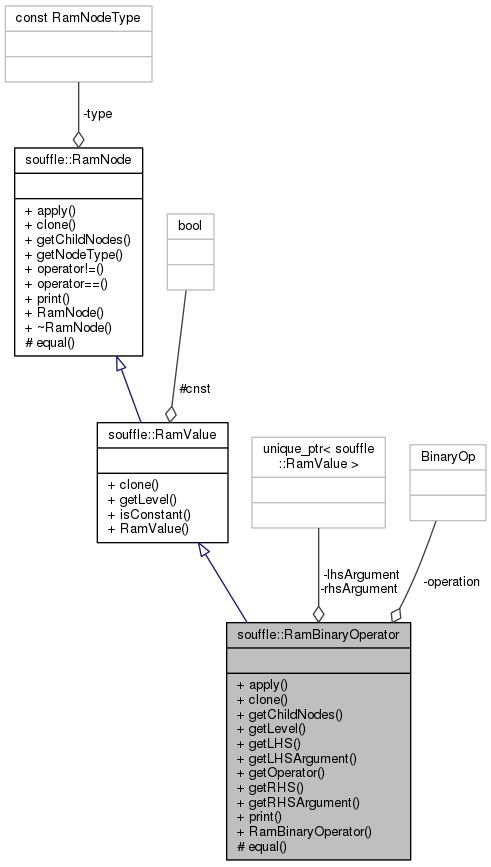 const RamNodeType
-type
souffle::RamNode
+ apply()
+ clone()
+ getChildNodes()
+ getNodeType()
+ operator!=()
+ operator==()
+ print()
+ RamNode()
+ ~RamNode()
# equal()
bool
#cnst
souffle::RamValue
+ clone()
+ getLevel()
+ isConstant()
+ RamValue()
unique_ptr< souffle
::RamValue >
BinaryOp
-lhsArgument
-rhsArgument
-operation
souffle::RamBinaryOperator
+ apply()
+ clone()
+ getChildNodes()
+ getLevel()
+ getLHS()
+ getLHSArgument()
+ getOperator()
+ getRHS()
+ getRHSArgument()
+ print()
+ RamBinaryOperator()
# equal()